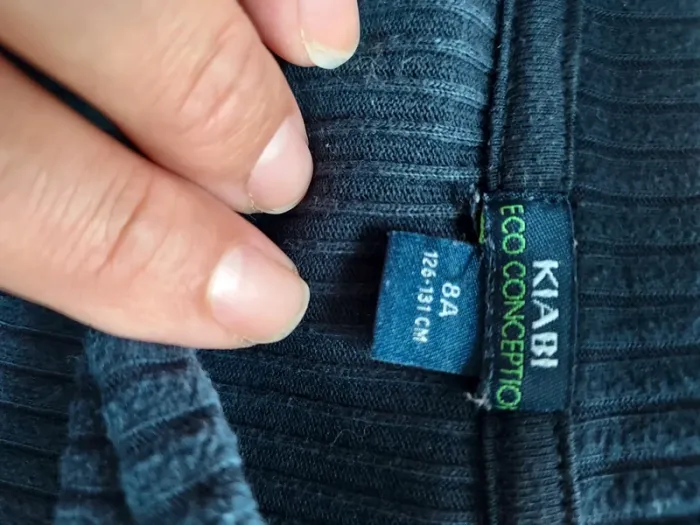 KIABI
ECO CONCEPTIO
8A
126-131 CM